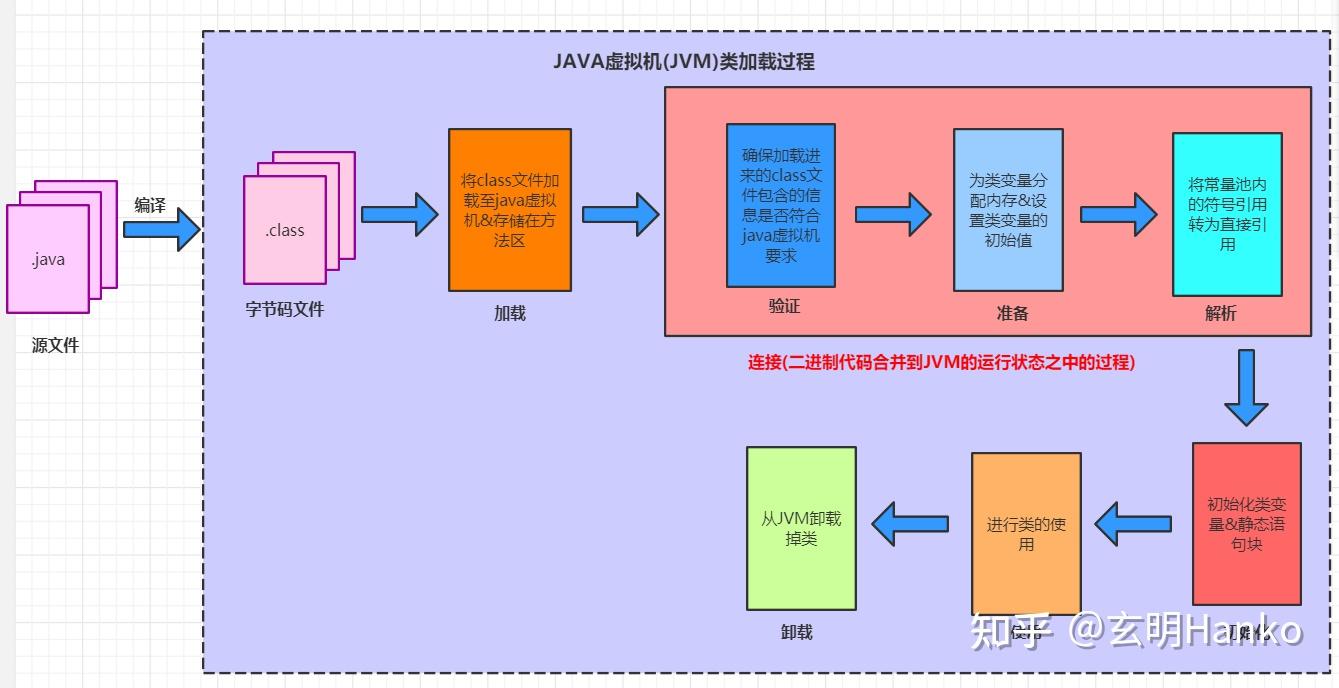 JAVA虚拟机(JVM)类加载过程
编译
.java
源文件
.class
字节码文件
将class文件加
载至java虚拟
机&存储在方
法区
加载
确保加载进
来的class文
件包含的信
息是否符合
java虚拟机
要求
验证
为类变量分
配内存&设
置类变量的
初始值
准备
将常量池内
的符号引用
转为直接引
用
解析
连接(二进制代码合并到JVM的运行状态之中的过程)
初始化类变
量&静态语
句块
初始化
进行类的使
用
使用
从JVM卸载
掉类
卸载
知乎 @玄明Hanko